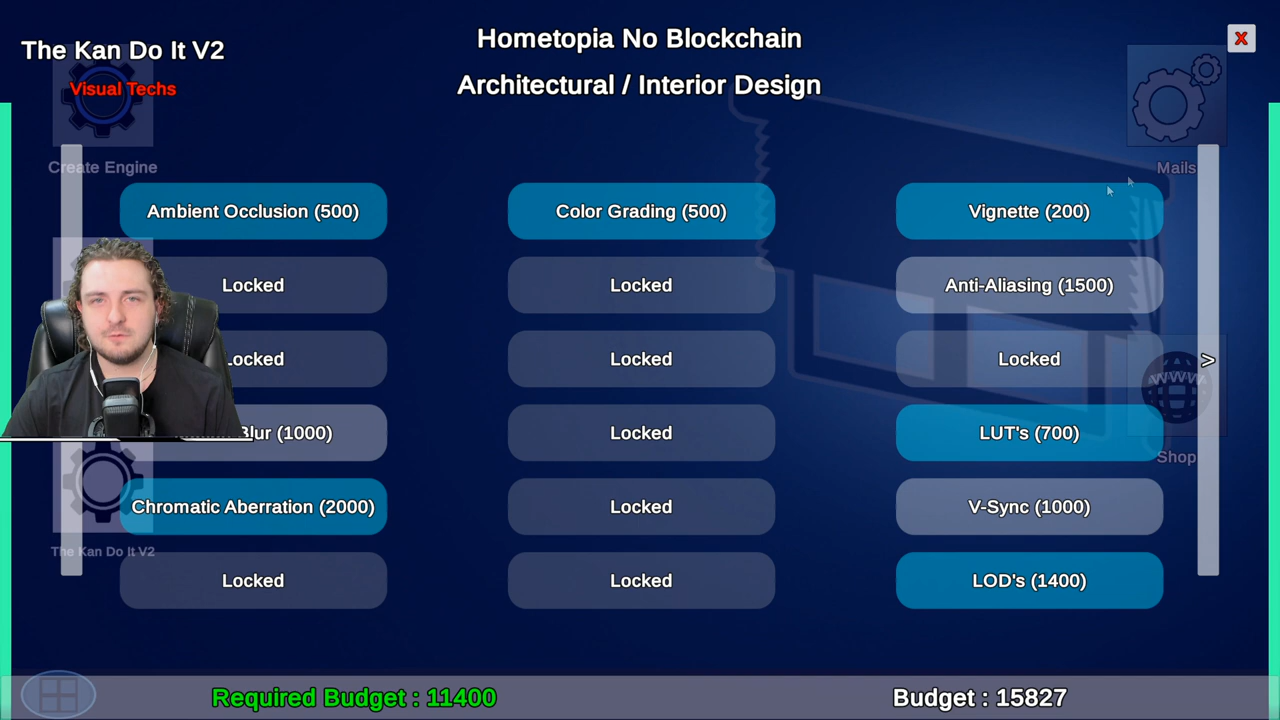 The Kan Do It V2
Hometopia No Blockchain
X
Visual Techs
Architectural / Interior Design
Create Engine
Mails
Ambient Occlusion (500)
Color Grading (500)
Vignette (200)
Locked
Locked
Anti-Aliasing (1500)
Locked
Locked
Locked
>
Blur (1000)
Locked
LUT's (700)
Shop
Chromatic Aberration (2000)
Locked
V-Sync (1000)
The Kan Do It V2
Locked
Locked
LOD's (1400)
Required Budget : 11400
Budget : 15827